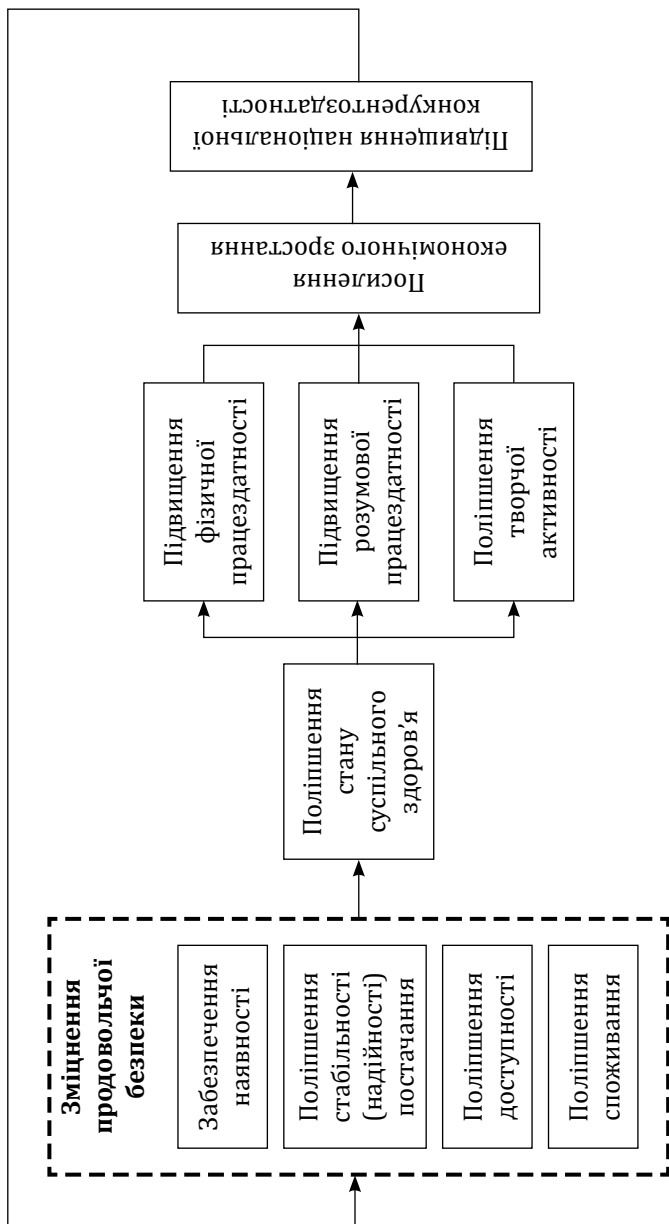 Зміцнення
продовольчої
безпеки
Забезпечення
наявності
Поліпшення
стабільності
(надійності)
постачання
Поліпшення
доступності
Поліпшення
споживання
Поліпшення
стану
суспільного
здоров’я
Підвищення
фізичної
працездатності
Підвищення
розумової
працездатності
Поліпшення
творчої
активності
Посилення
економічного зростання
Підвищення національної
конкурентоздатності